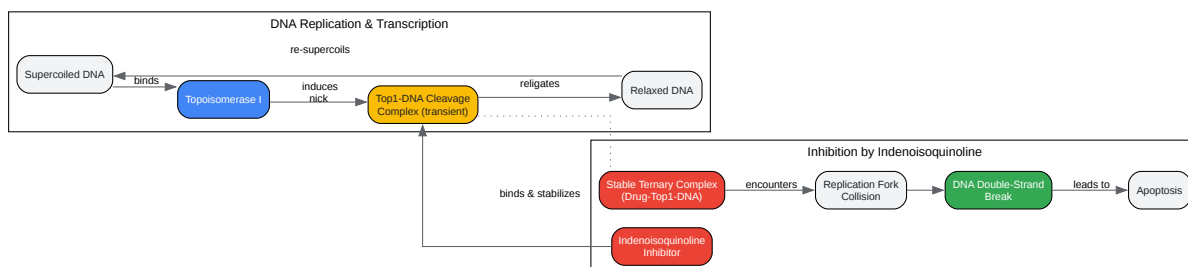 DNA Replication & Transcription
re-supercoils
Supercoiled DNA
binds
Topoisomerase I
induces
nick
Top1-DNA Cleavage
Complex (transient)
religates
Relaxed DNA
Inhibition by Indenoisoquinoline
binds & stabilizes
Stable Ternary Complex
(Drug-Top1-DNA)
encounters
Replication Fork
Collision
DNA Double-Strand
Break
leads to
Apoptosis
Indenoisoquinoline
Inhibitor